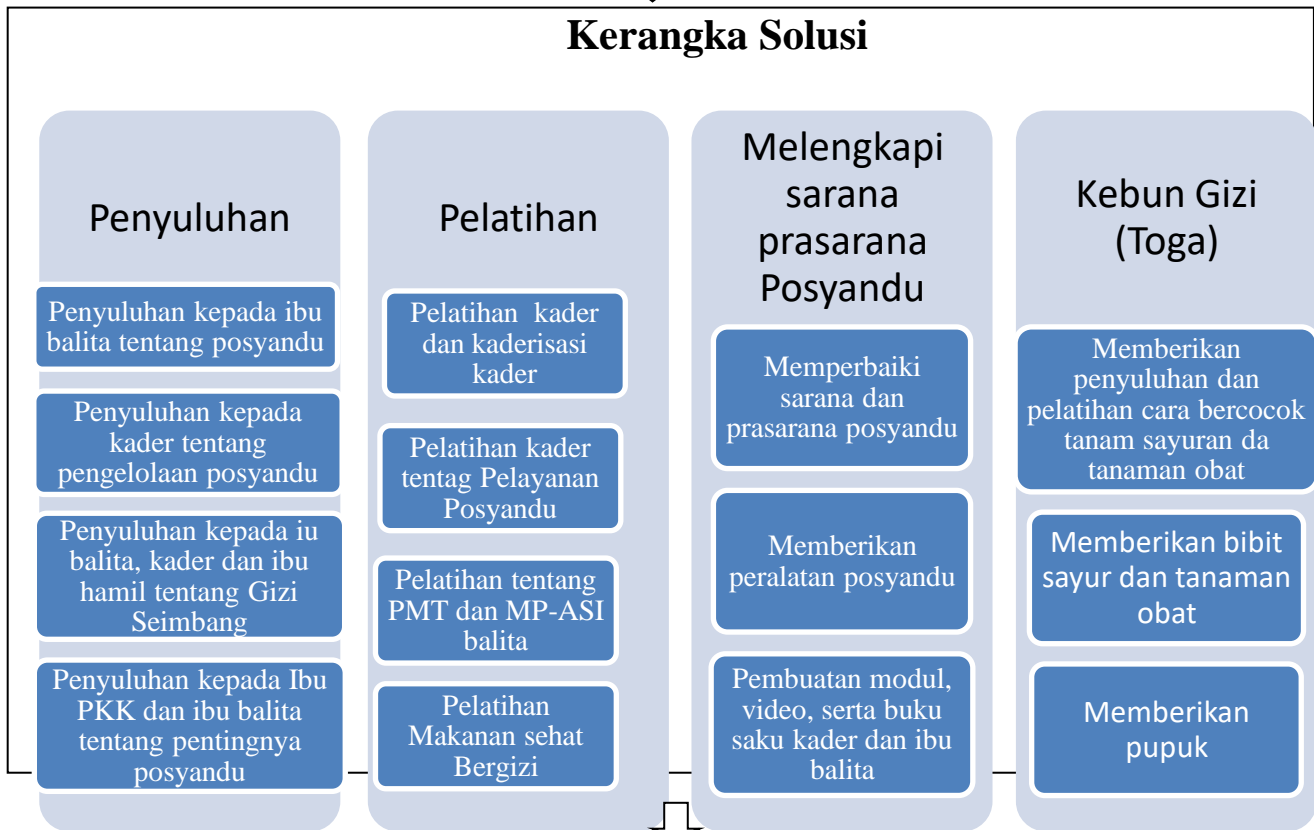 Kerangka Solusi
Penyuluhan
Penyuluhan kepada ibu
balita tentang posyandu
Penyuluhan kepada
kader tentang
pengelolaan posyandu
Penyuluhan kepada iu
balita, kader dan ibu
hamil tentang Gizi
Seimbang
Penyuluhan kepada Ibu
PKK dan ibu balita
tentang pentingnya
posyandu
Pelatihan
Pelatihan kader
dan kaderisasi
kader
Pelatihan kader
tentag Pelayanan
Posyandu
Pelatihan tentang
PMT dan MP-ASI
balita
Pelatihan
Makanan sehat
Bergizi
Melengkapi
sarana
prasarana
Posyandu
Memperbaiki
sarana dan
prasarana posyandu
Memberikan
peralatan posyandu
Pembuatan modul,
video, serta buku
saku kader dan ibu
balita
Kebun Gizi
(Toga)
Memberikan
penyuluhan dan
pelatihan cara bercocok
tanam sayuran da
tanaman obat
Memberikan bibit
sayur dan tanaman
obat
Memberikan
pupuk